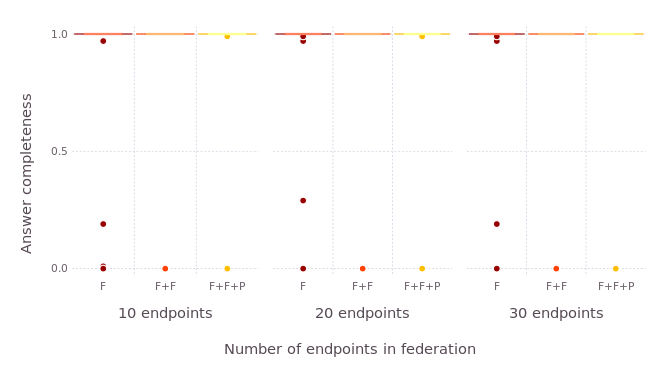 Answer completeness
1.0
0.5
0.0
F F+F F+F+P F F+F F+F+P F F+F F+F+P
10 endpoints 20 endpoints 30 endpoints
Number of endpoints in federation